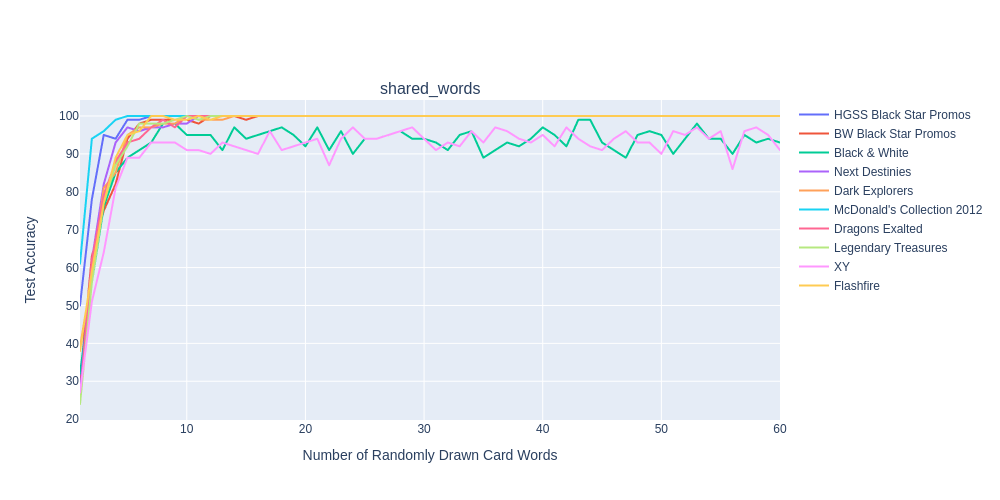 shared_words
100
90
80
70
60
50
40
30
20
10
20
30
40
50
60
Test Accuracy
Number of Randomly Drawn Card Words
HGSS Black Star Promos
BW Black Star Promos
Black & White
Next Destinies
Dark Explorers
McDonald's Collection 2012
Dragons Exalted
Legendary Treasures
XY
Flashfire